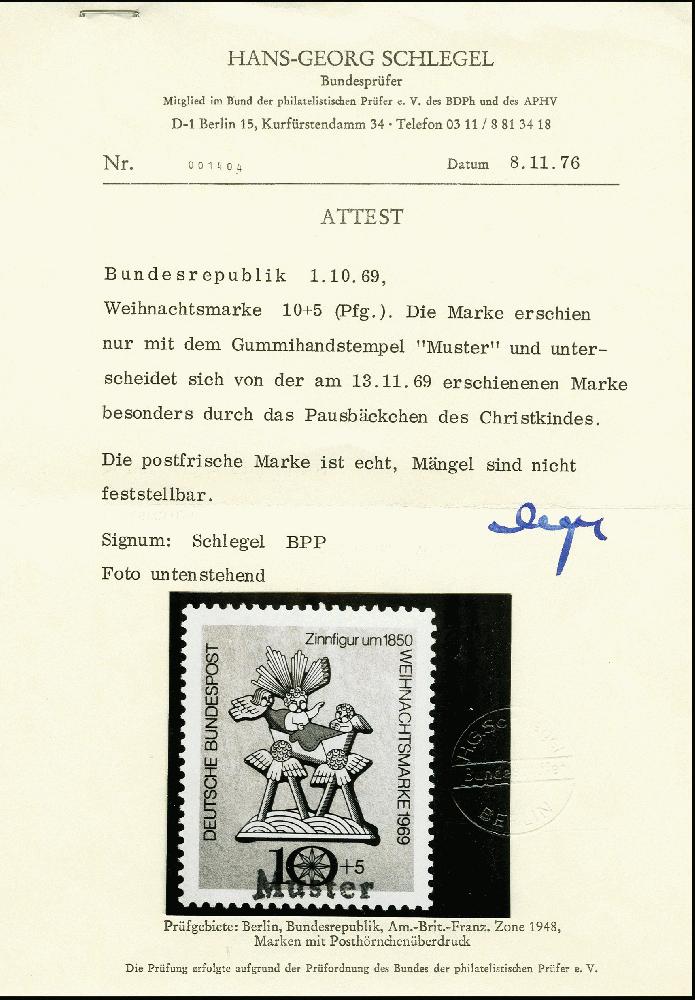 HANS-GEORG SCHLEGEL
Bundesprüfer
Mitglied im Bund der philatelistischen Prüfer e. V. des BDPh und des APHV
D-1 Berlin 15, Kurfürstendamm 34 · Telefon 03 11 / 8 81 34 18
Nr. 001404 Datum 8.11.76
ATTEST
Bundesrepublik 1.10.69,
Weihnachtsmarke 10+5 (Pfg.). Die Marke erschien
nur mit dem Gummihandstempel "Muster" und unter-
scheidet sich von der am 13.11.69 erschienenen Marke
besonders durch das Pausbäckchen des Christkindes.
Die postfrische Marke ist echt, Mängel sind nicht
feststellbar.
Signum: Schlegel BPP
Foto untenstehend
Zinnfigur um 1850
DEUTSCHE BUNDESPOST
WEIHNACHTSMARKE 1969
10+5
Muster
BERLIN
Prüfgebiete: Berlin, Bundesrepublik, Am.-Brit.-Franz. Zone 1948,
Marken mit Posthörnchenüberdruck
Die Prüfung erfolgte aufgrund der Prüfordnung des Bundes der philatelistischen Prüfer e. V.